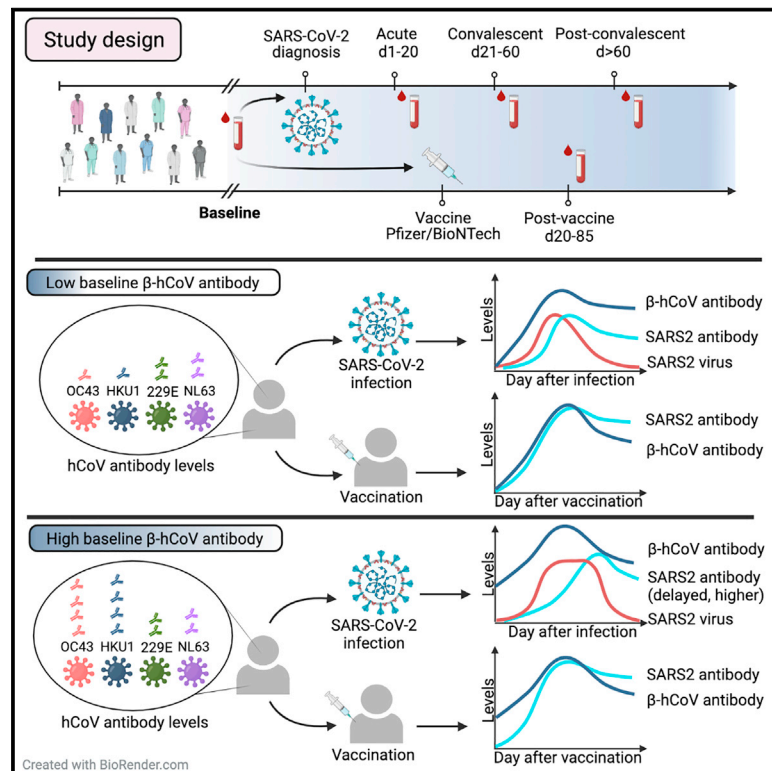 Study design
SARS-CoV-2
diagnosis
Acute
d1-20
Convalescent
d21-60
Post-convalescent
d>60
Baseline
Vaccine
Pfizer/BioNTech
Post-vaccine
d20-85
Low baseline β-hCoV antibody
OC43 HKU1 229E NL63
hCoV antibody levels
SARS-CoV-2
infection
Vaccination
Levels
Day after infection
β-hCoV antibody
SARS2 antibody
SARS2 virus
Levels
Day after vaccination
SARS2 antibody
β-hCoV antibody
High baseline β-hCoV antibody
OC43 HKU1 229E NL63
hCoV antibody levels
SARS-CoV-2
infection
Vaccination
Levels
Day after infection
β-hCoV antibody
SARS2 antibody
(delayed, higher)
SARS2 virus
Levels
Day after vaccination
SARS2 antibody
β-hCoV antibody
Created with BioRender.com